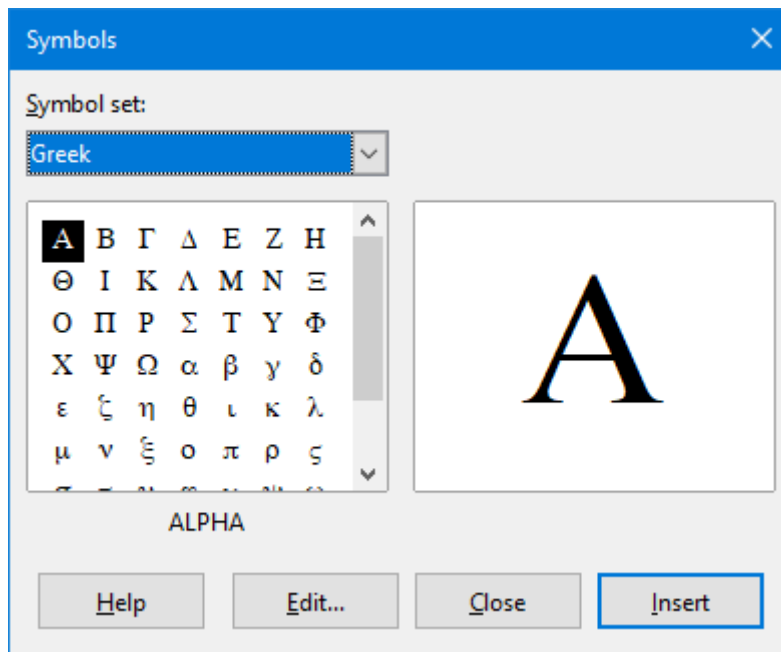 Symbols
Symbol set:
Greek
Α Β Γ Δ Ε Ζ Η
Θ Ι Κ Λ Μ Ν Ξ
Ο Π Ρ Σ Τ Υ Φ
Χ Ψ Ω α β γ δ
ε ζ η θ ι κ λ
μ ν ξ ο π ρ ς
Α
ALPHA
Help
Edit...
Close
Insert